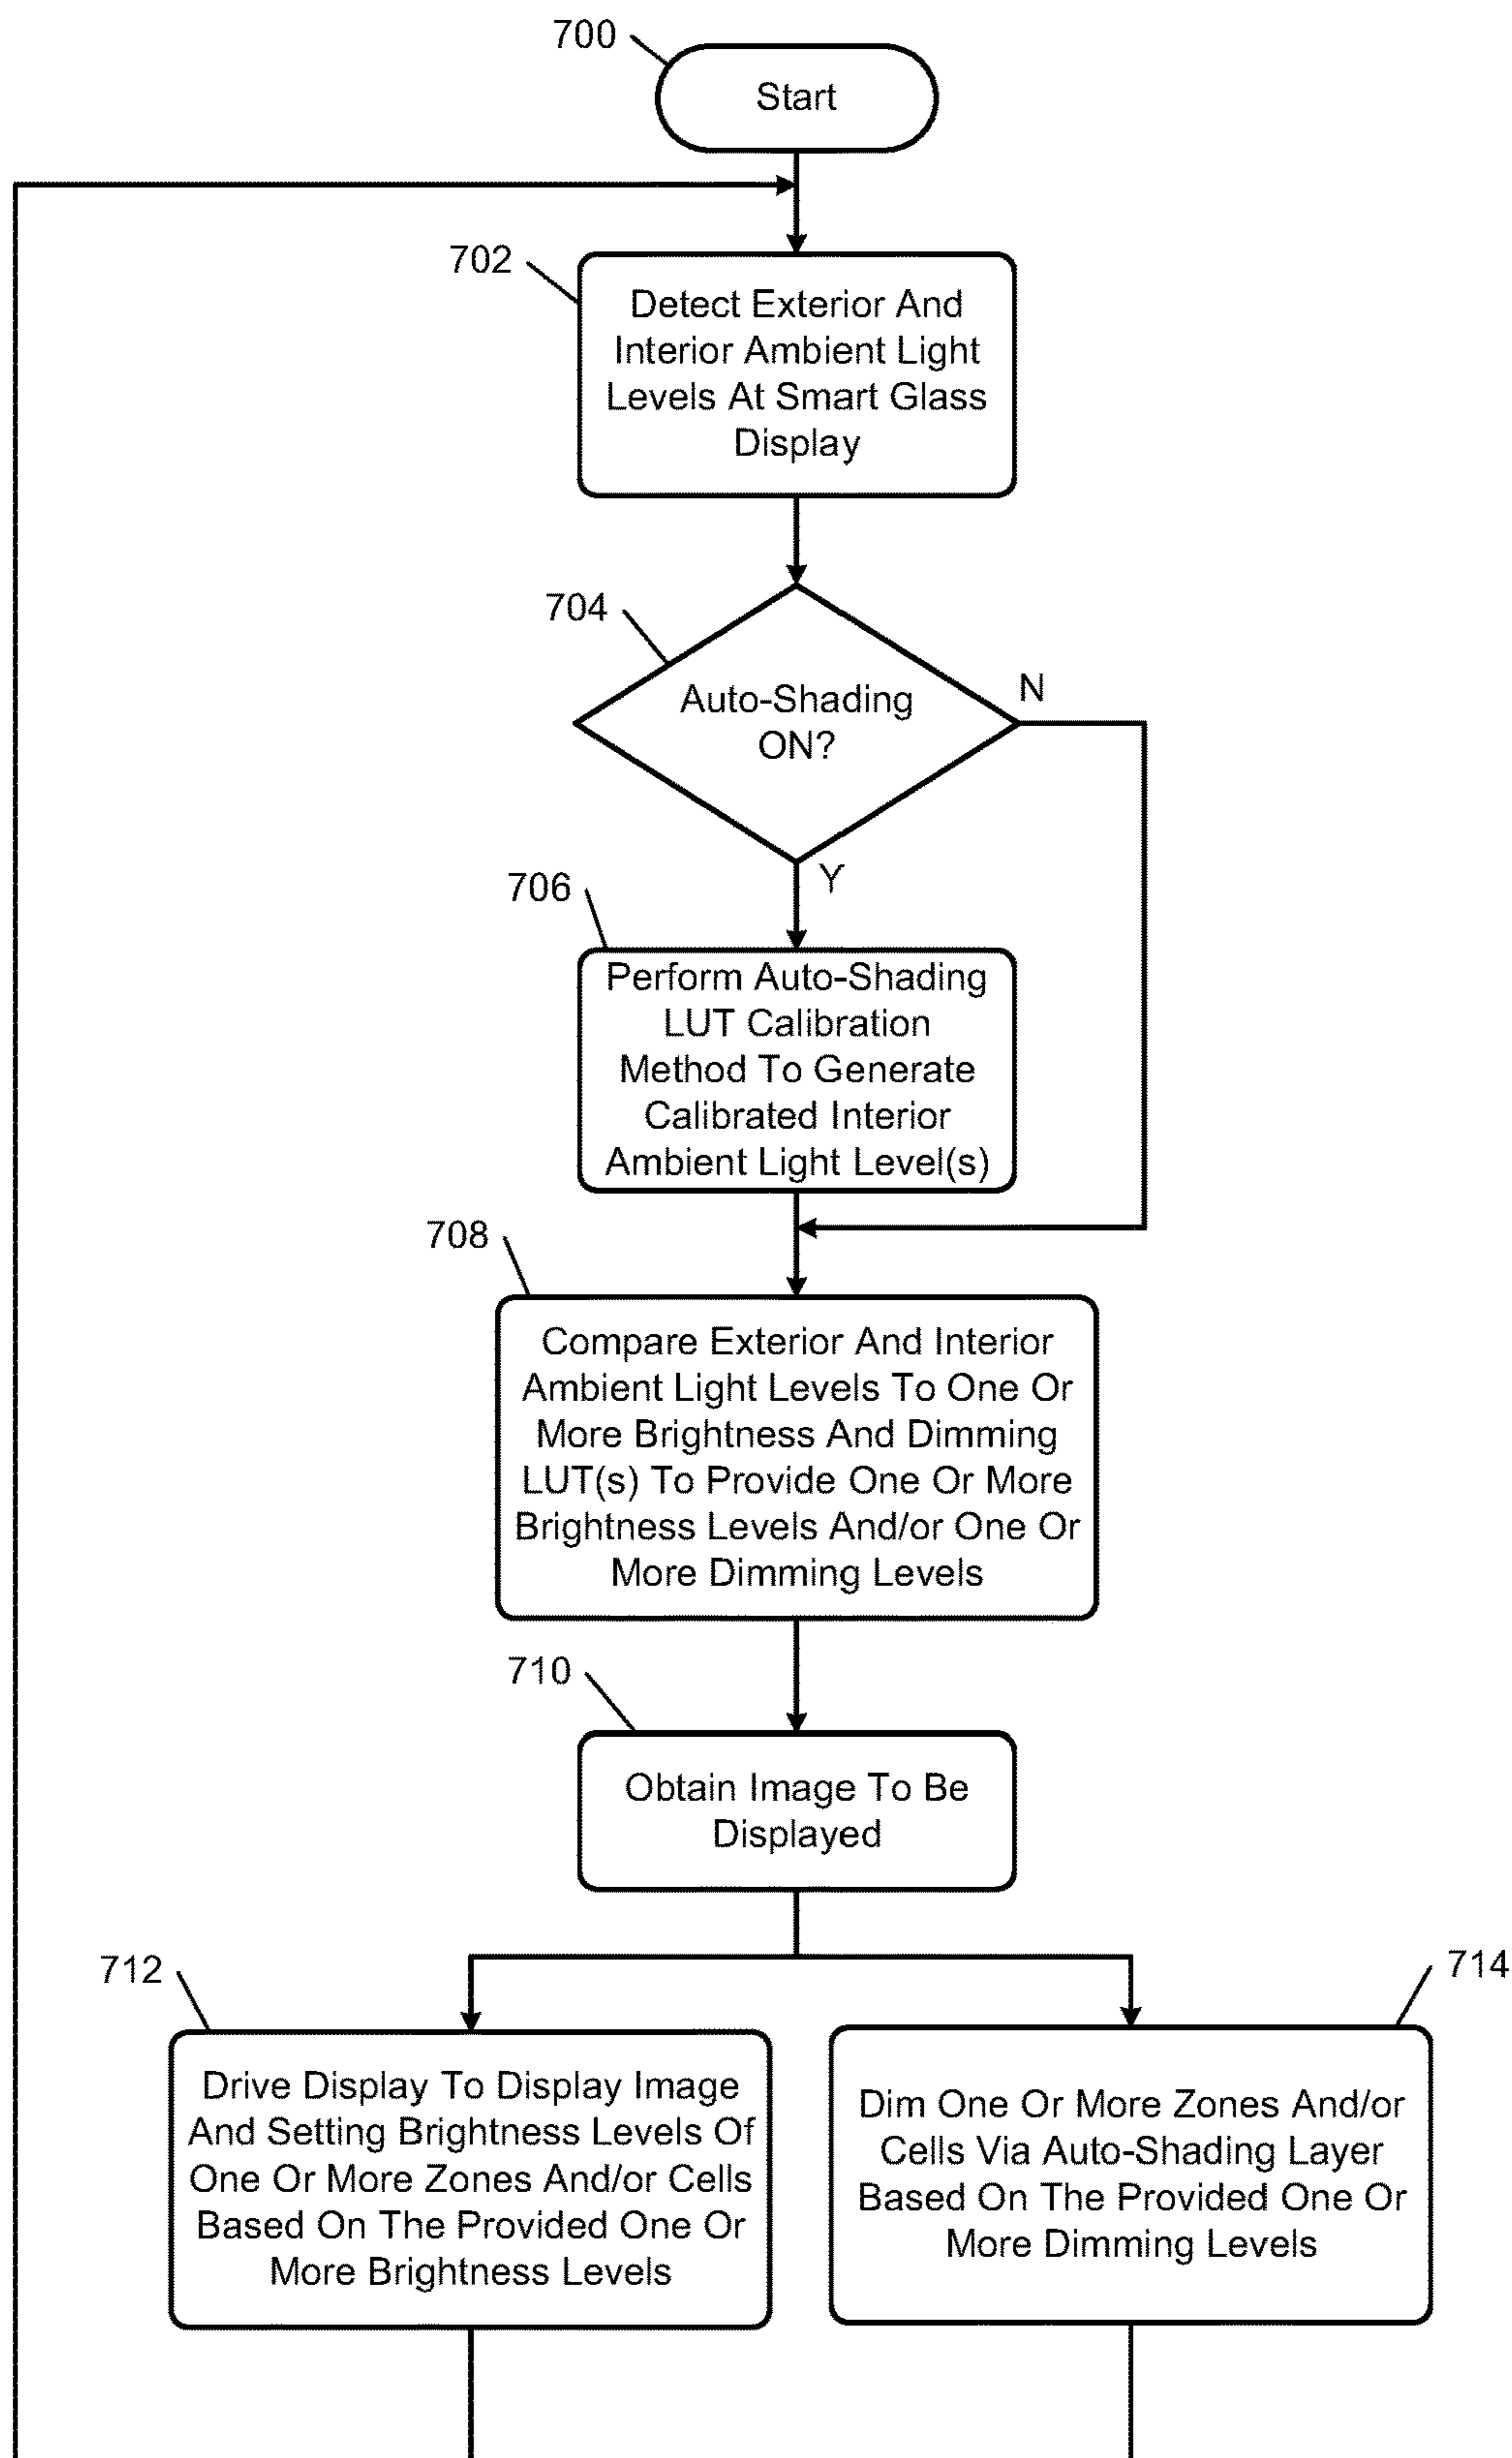 700
Start
702
Detect Exterior And
Interior Ambient Light
Levels At Smart Glass
Display
704
Auto-Shading
ON?
N
Y
706
Perform Auto-Shading
LUT Calibration
Method To Generate
Calibrated Interior
Ambient Light Level(s)
708
Compare Exterior And Interior
Ambient Light Levels To One Or
More Brightness And Dimming
LUT(s) To Provide One Or More
Brightness Levels And/or One Or
More Dimming Levels
710
Obtain Image To Be
Displayed
712
Drive Display To Display Image
And Setting Brightness Levels Of
One Or More Zones And/or Cells
Based On The Provided One Or
More Brightness Levels
714
Dim One Or More Zones And/or
Cells Via Auto-Shading Layer
Based On The Provided One Or
More Dimming Levels